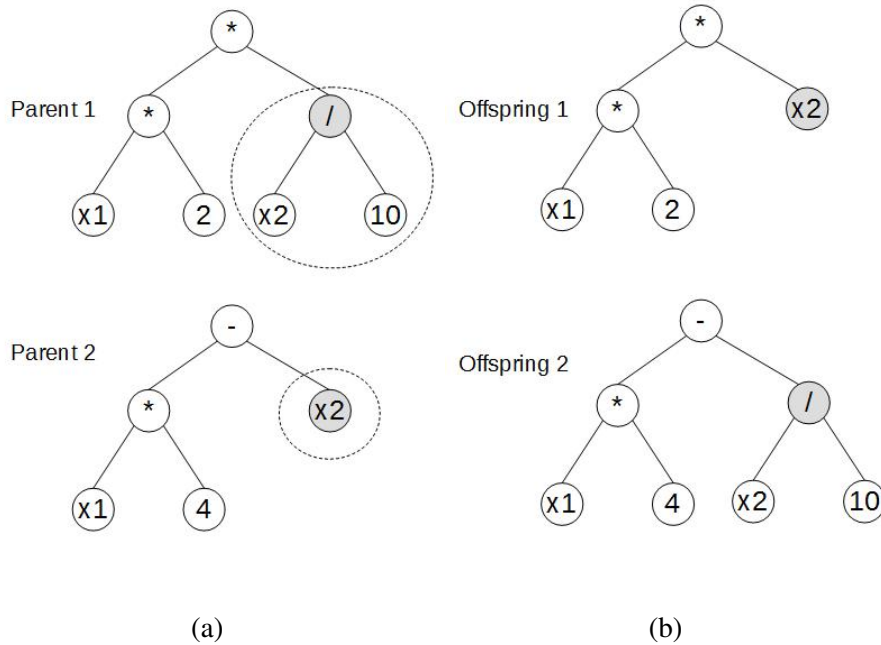 *
Parent 1
*
/
x1
2
x2
10
-
Parent 2
*
x2
x1
4
(a)
*
Offspring 1
*
x2
x1
2
-
Offspring 2
*
/
x1
4
x2
10
(b)